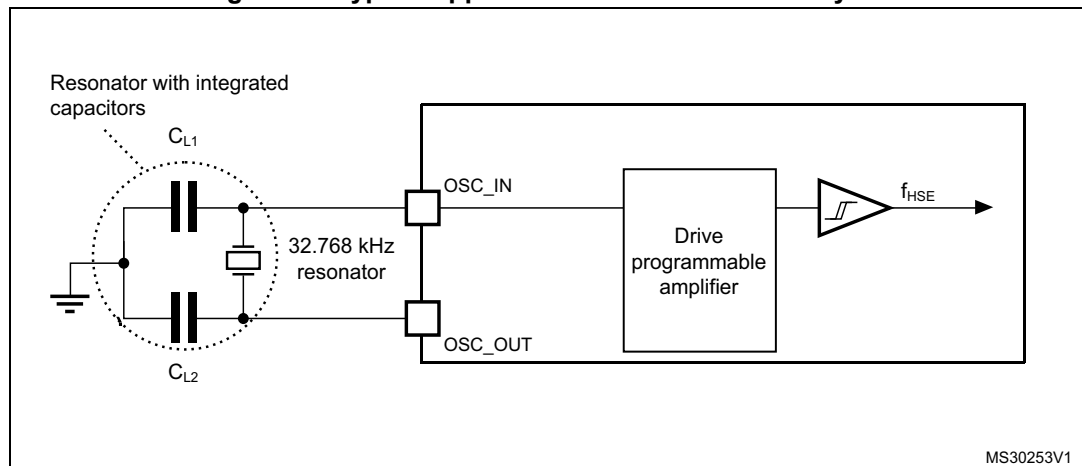 Resonator with integrated
capacitors
CL1
OSC_IN
fHSE
32.768 kHz
resonator
Drive
programmable
amplifier
OSC_OUT
CL2
MS30253V1